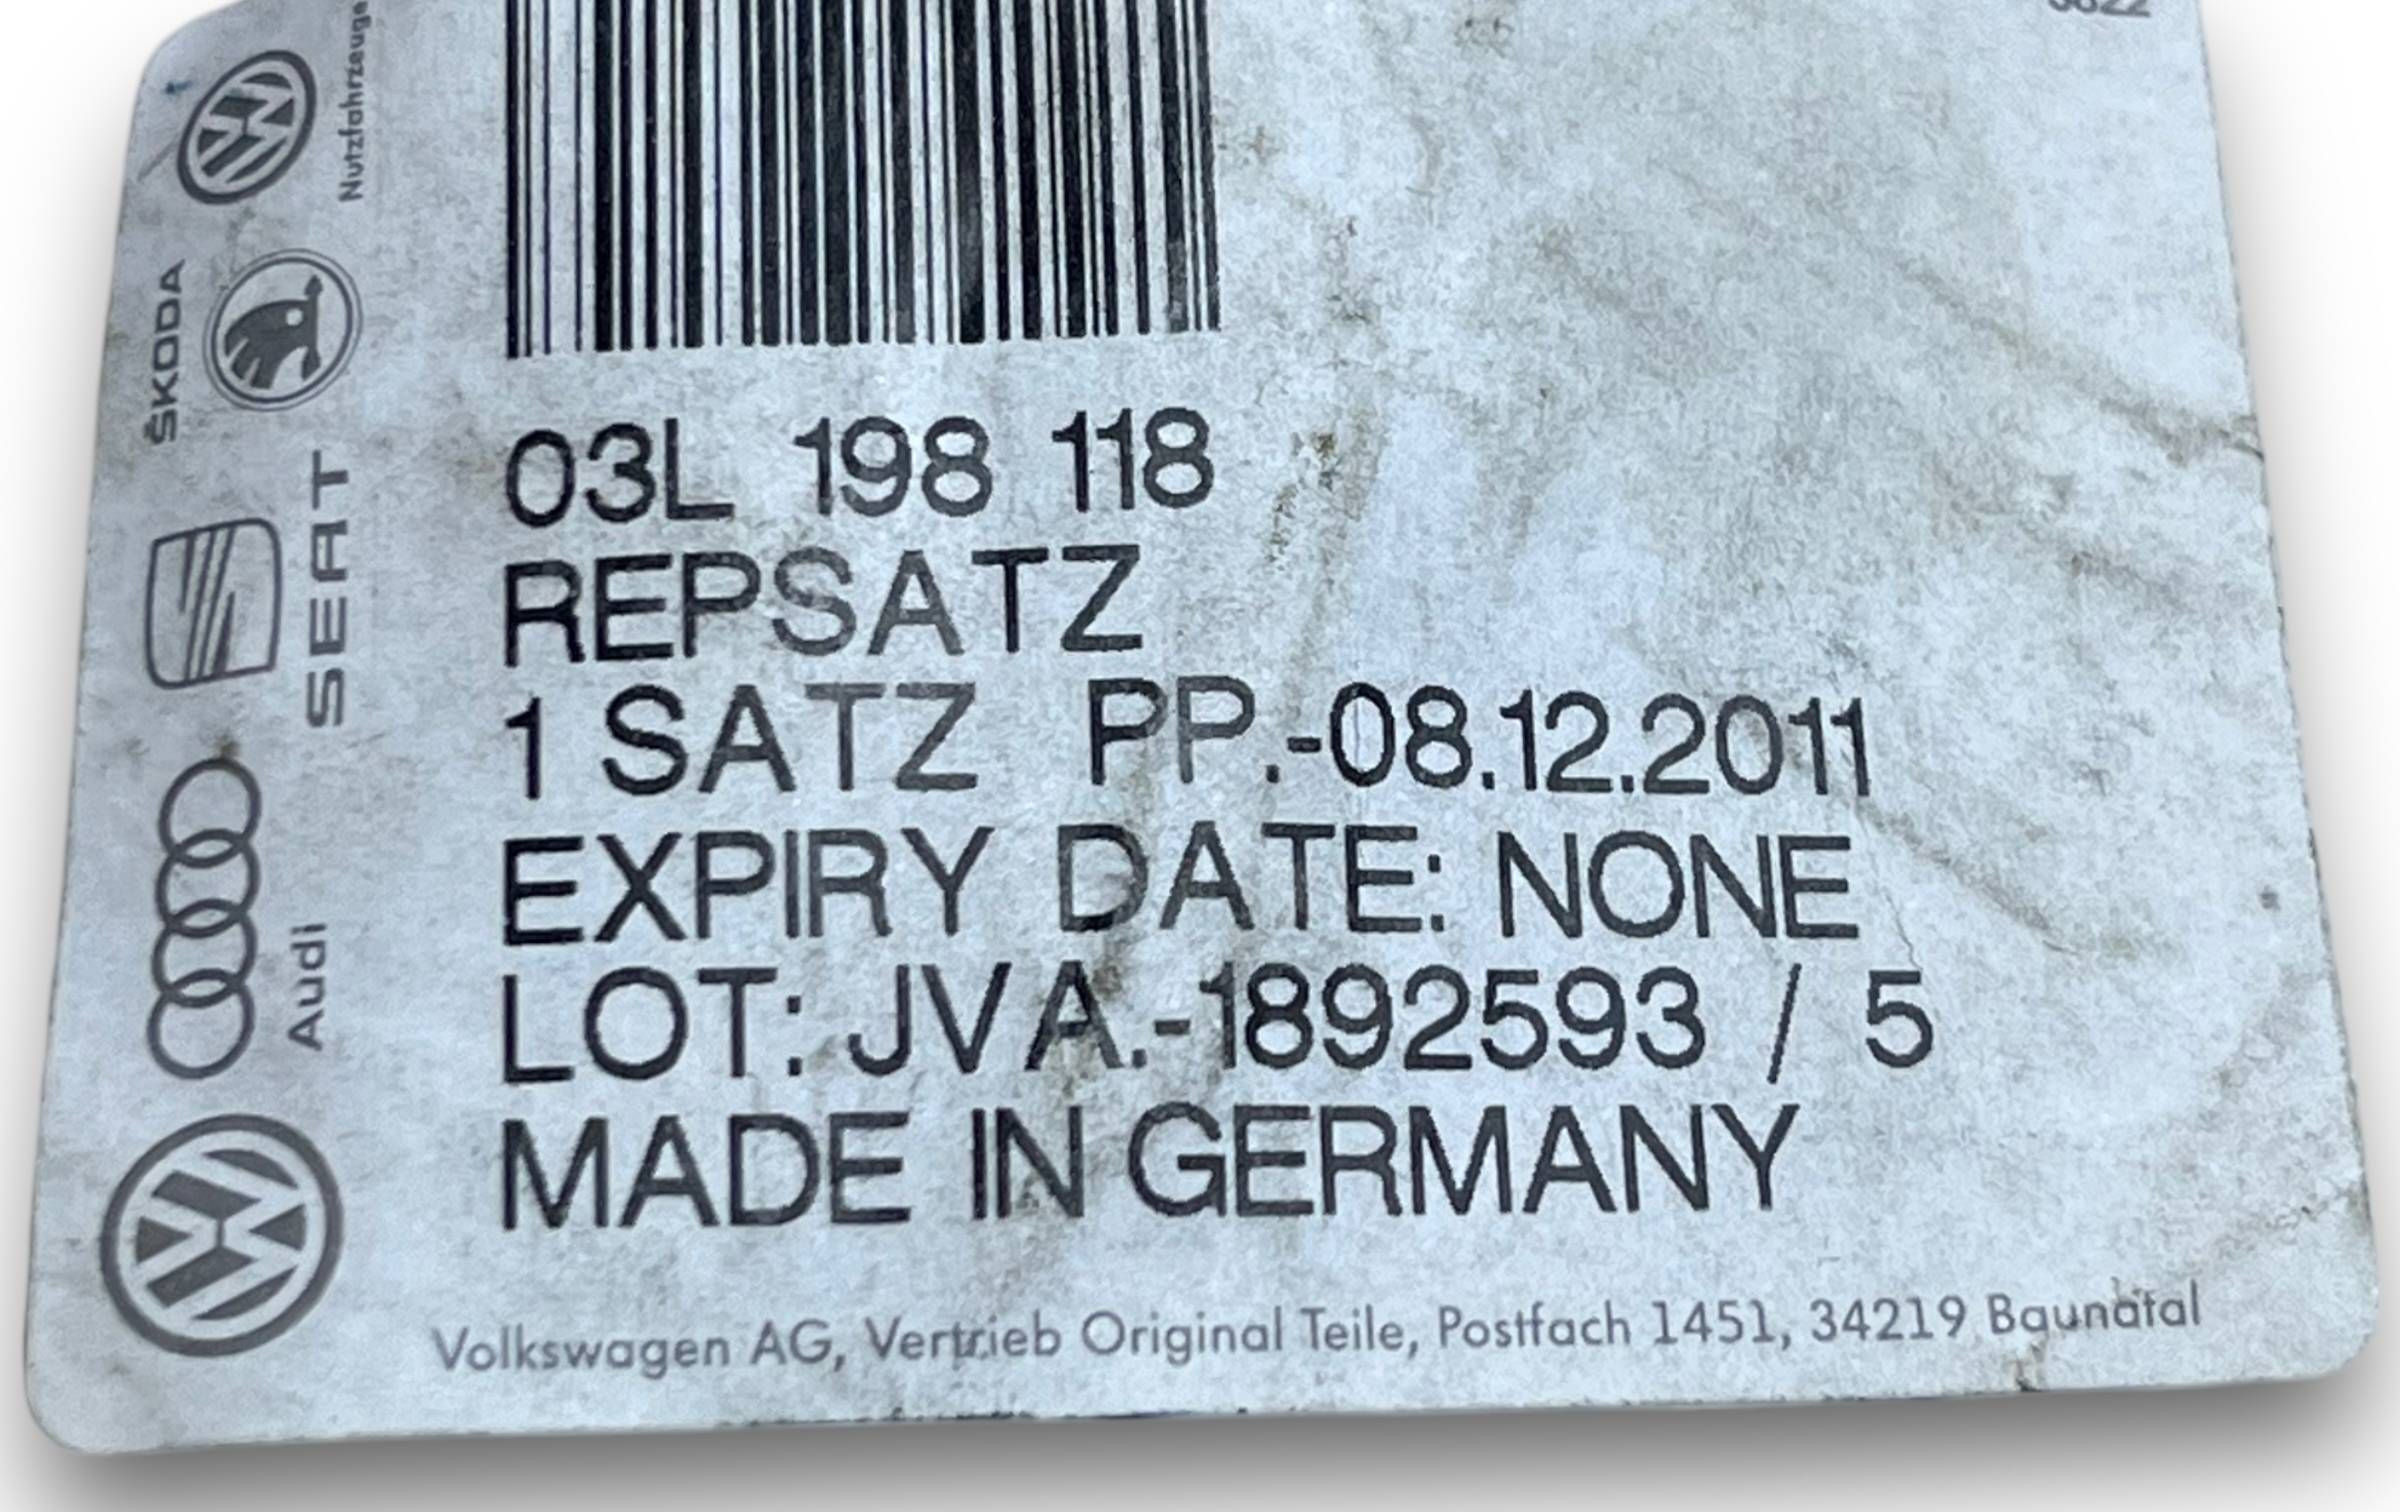 Nutzfahrzeuge
ŠKODA
SEAT
Audi
03L 198 118
REPSATZ
1 SATZ PP.-08.12.2011
EXPIRY DATE: NONE
LOT: JVA.-1892593 / 5
MADE IN GERMANY
Volkswagen AG, Vertrieb Original Teile, Postfach 1451, 34219 Baunatal